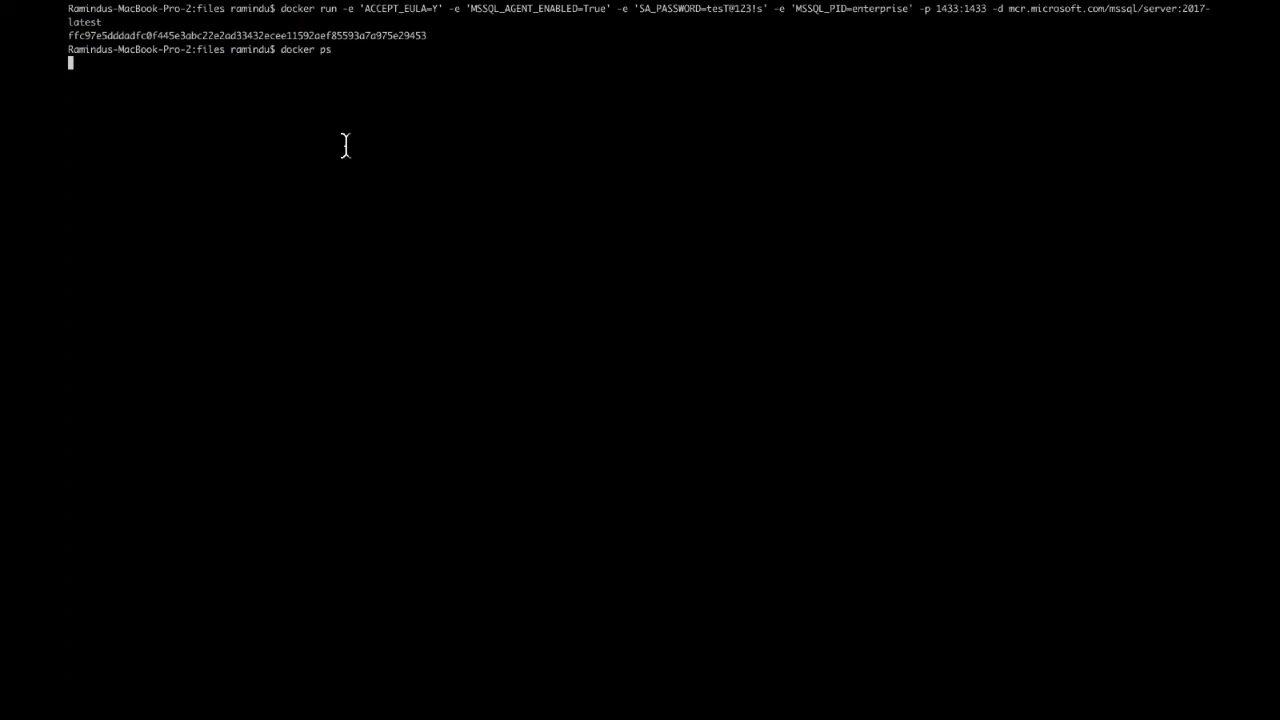 Ramindus-MacBook-Pro-2:files ramindu$ docker run -e 'ACCEPT_EULA=Y' -e 'MSSQL_AGENT_ENABLED=True' -e 'SA_PASSWORD=tesT@123!s' -e 'MSSQL_PID=enterprise' -p 1433:1433 -d mcr.microsoft.com/mssql/server:2017-
latest
ffc97e5dddadfc0f445e3abc22e2ad33432ecee11592aef85593a7a975e29453
Ramindus-MacBook-Pro-2:files ramindu$ docker ps